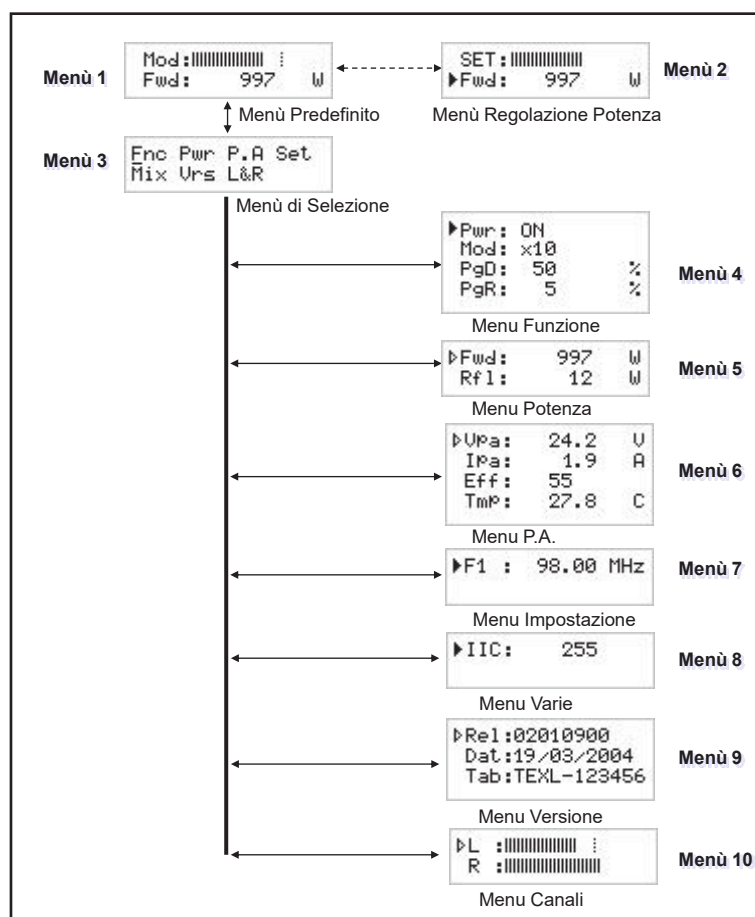 Menù 1
Mod:
Fwd: 997 W
SET:
Fwd: 997 W
Menù 2
Menù Predefinito
Menù Regolazione Potenza
Menù 3
Fnc Pwr P.A Set
Mix Vrs L&R
Menù di Selezione
Pwr: ON
Mod: x10
PgD: 50 %
PgR: 5 %
Menù 4
Menu Funzione
Fwd: 997 W
Rfl: 12 W
Menù 5
Menu Potenza
Vpa: 24.2 V
Ipa: 1.9 A
Eff: 55
Tmp: 27.8 C
Menù 6
Menu P.A.
F1 : 98.00 MHz
Menù 7
Menu Impostazione
IIC: 255
Menù 8
Menu Varie
Rel:02010900
Dat:19/03/2004
Tab:TEXL-123456
Menù 9
Menu Versione
L :
R :
Menù 10
Menu Canali